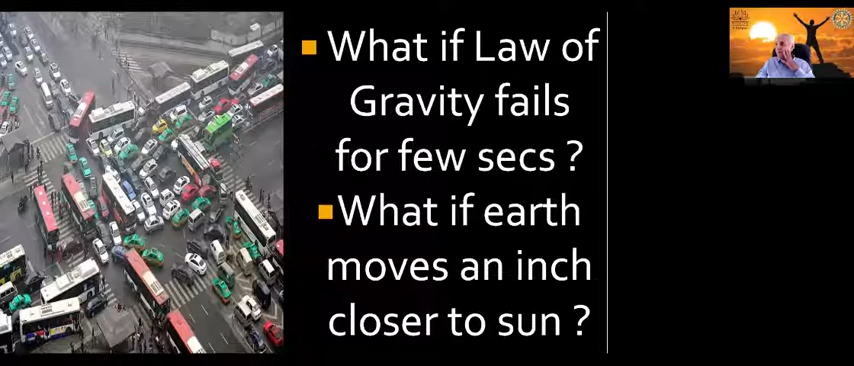 What if Law of
Gravity fails
for few secs ?
What if earth
moves an inch
closer to sun ?